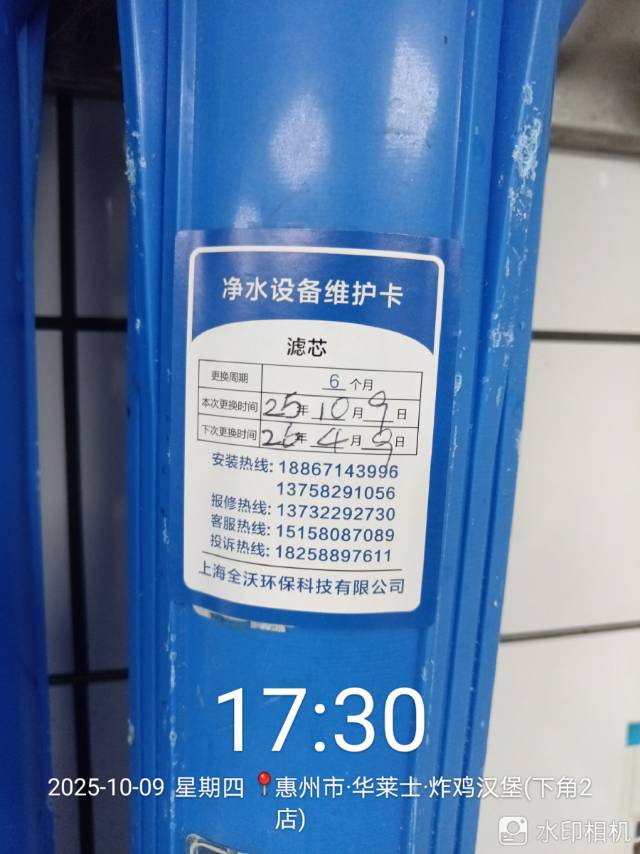 净水设备维护卡
滤芯
更换周期 6 个月
本次更换时间 25年 10 月 9 日
下次更换时间 26年 4 月 9 日
安装热线: 18867143996
13758291056
报修热线: 13732292730
客服热线: 15158087089
投诉热线: 18258897611
上海全沃环保科技有限公司
17:30
2025-10-09 星期四 惠州市·华莱士·炸鸡汉堡(下角2
店)
水印相机